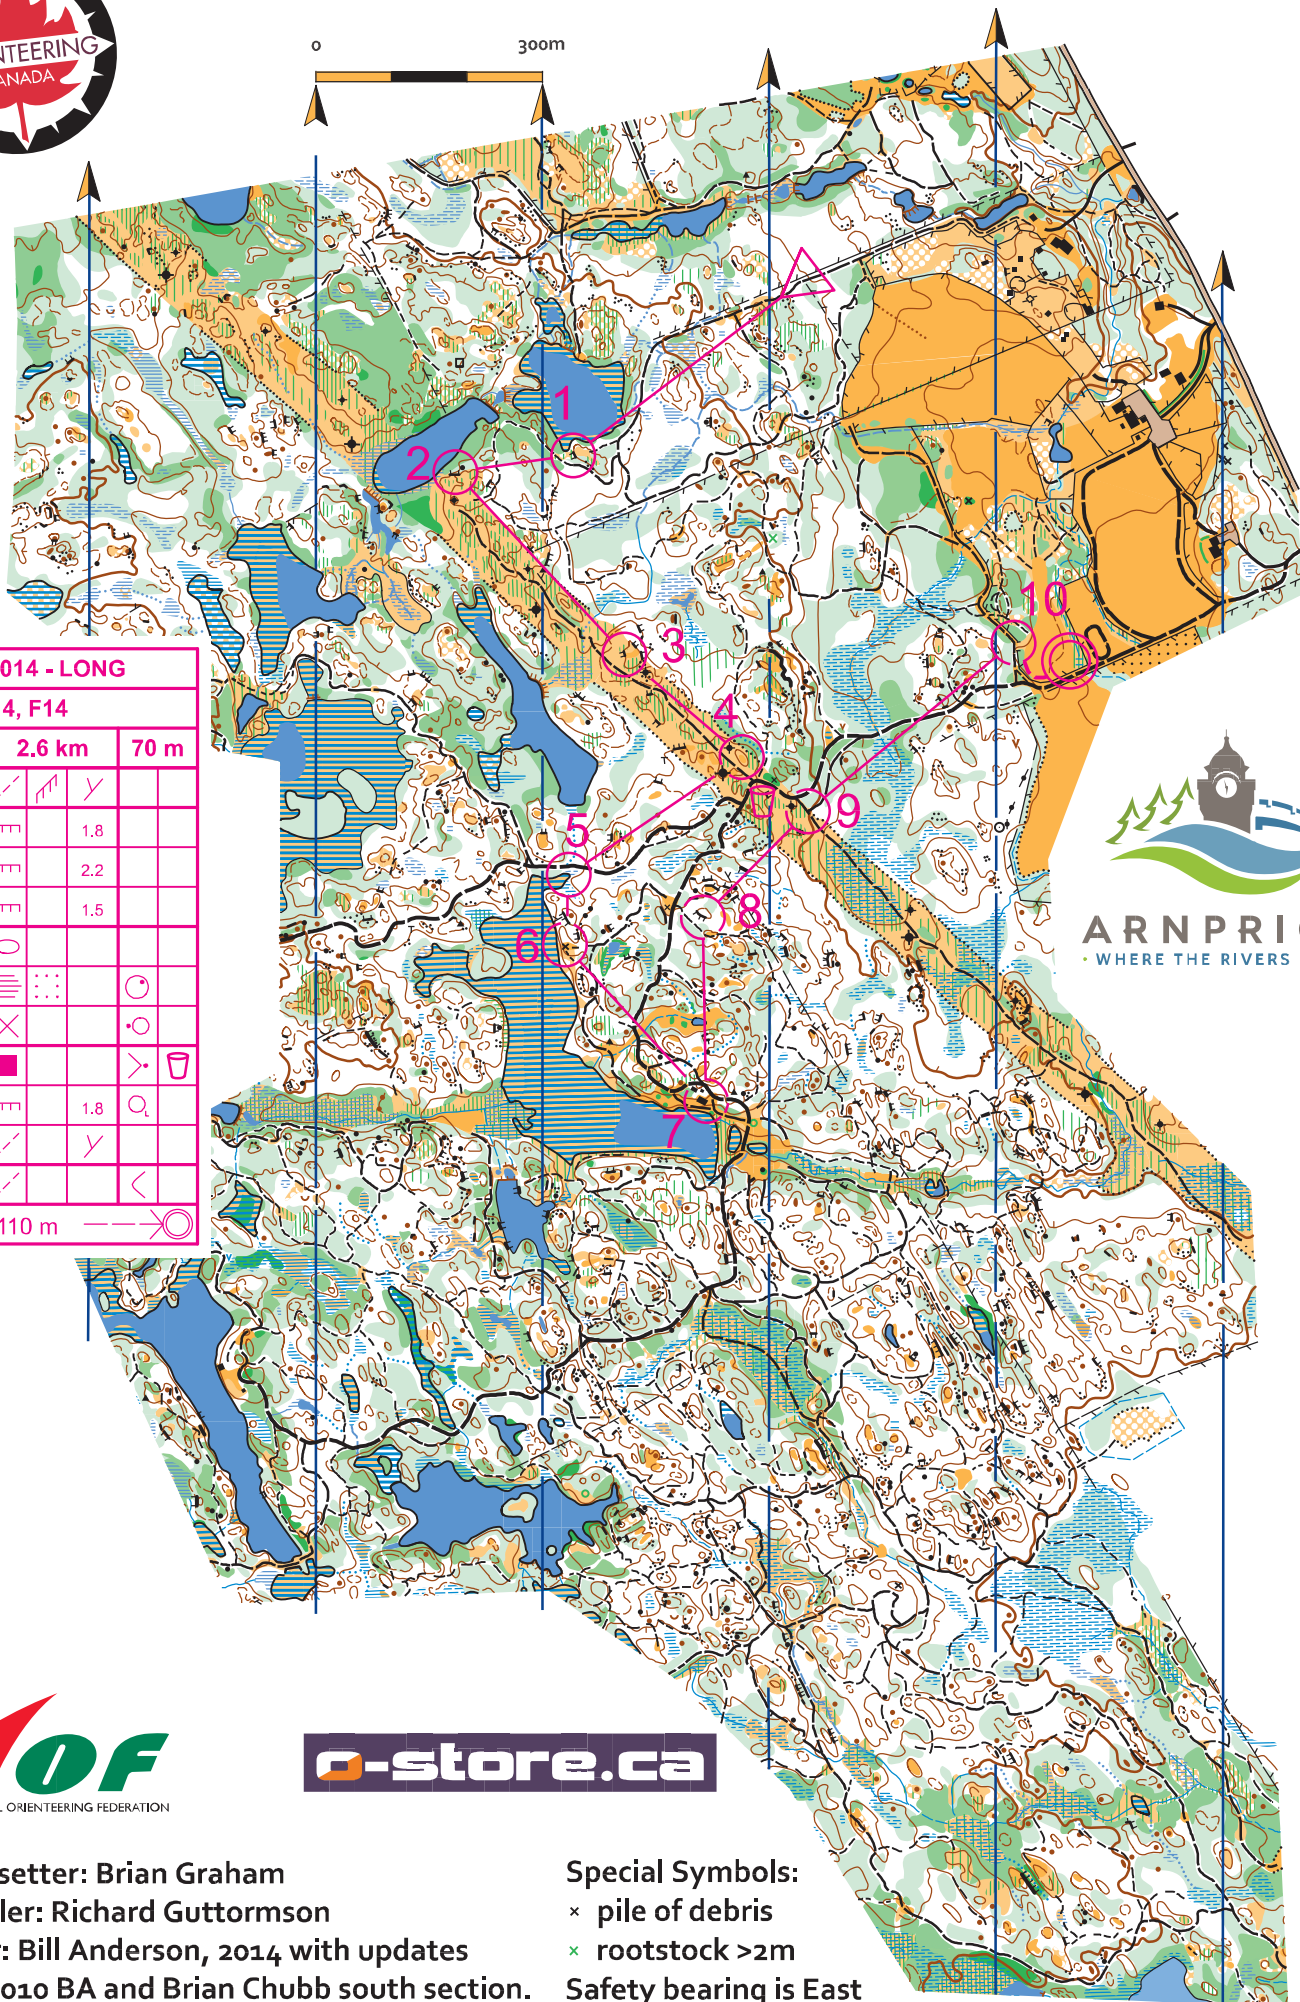 NTEERING
ANADA
0 300m
1
2
3
4
5
6
7
8
9
10
014 - LONG
4, F14
2.6 km 70 m
1.8
2.2
1.5
1.8
110 m
ARNPRI
• WHERE THE RIVERS
OF
L ORIENTEERING FEDERATION
o-store.ca
setter: Brian Graham
ler: Richard Guttormson
: Bill Anderson, 2014 with updates
010 BA and Brian Chubb south section.
Special Symbols:
× pile of debris
× rootstock >2m
Safety bearing is East